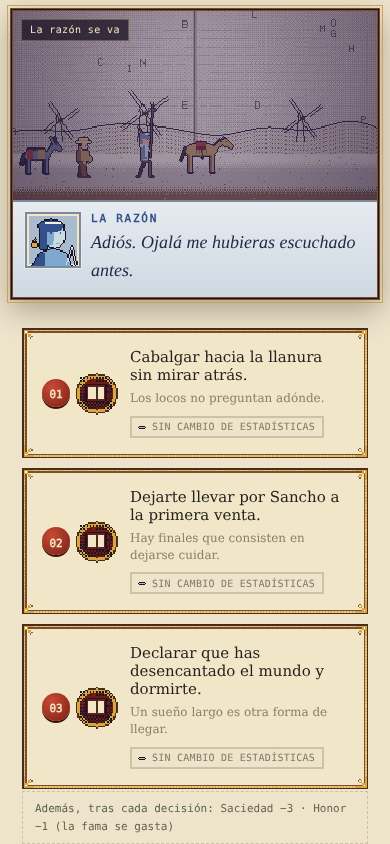 La razón se va
B
L
M O
G
H
C
I
N
E
D
P
LA RAZÓN
Adiós. Ojalá me hubieras escuchado
antes.
01
Cabalgar hacia la llanura
sin mirar atrás.
Los locos no preguntan adónde.
SIN CAMBIO DE ESTADÍSTICAS
02
Dejarte llevar por Sancho a
la primera venta.
Hay finales que consisten en
dejarse cuidar.
SIN CAMBIO DE ESTADÍSTICAS
03
Declarar que has
desencantado el mundo y
dormirte.
Un sueño largo es otra forma de
llegar.
SIN CAMBIO DE ESTADÍSTICAS
Además, tras cada decisión: Saciedad −3 · Honor
−1 (la fama se gasta)